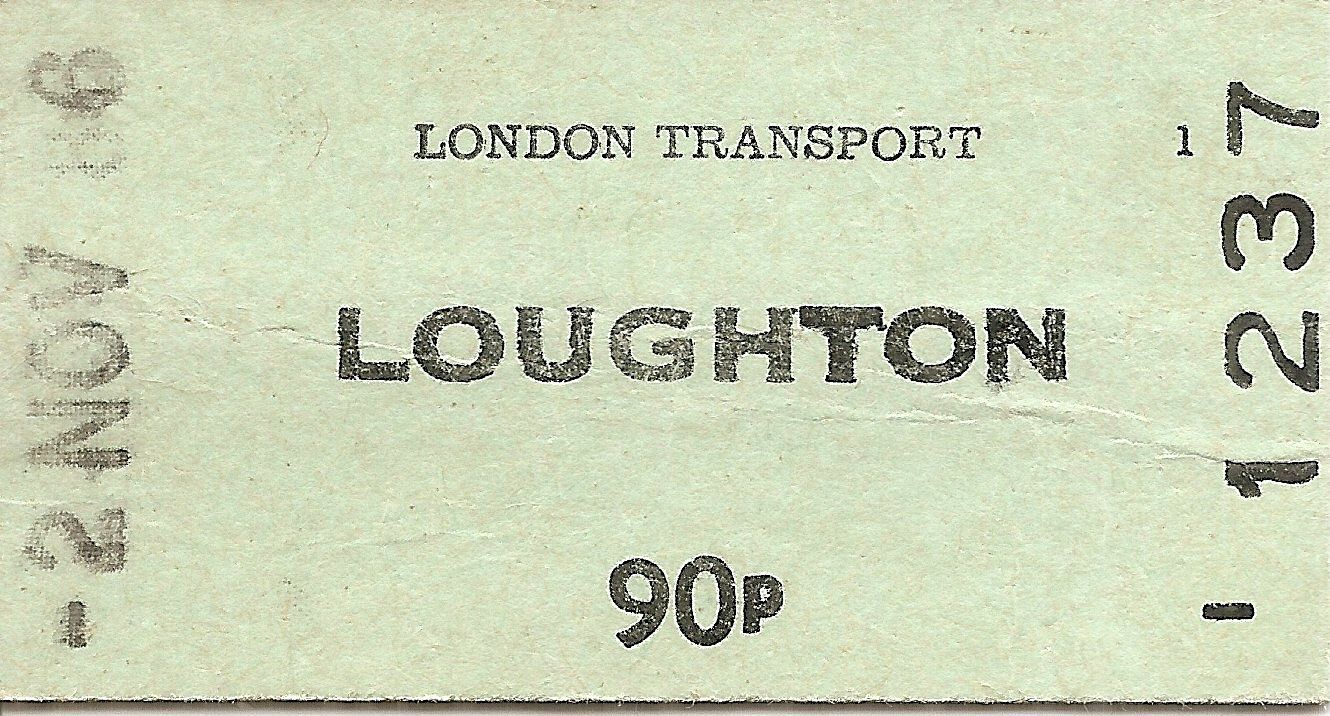 LONDON TRANSPORT 1
LOUGHTON
90P
- 2 NOV
- 1237